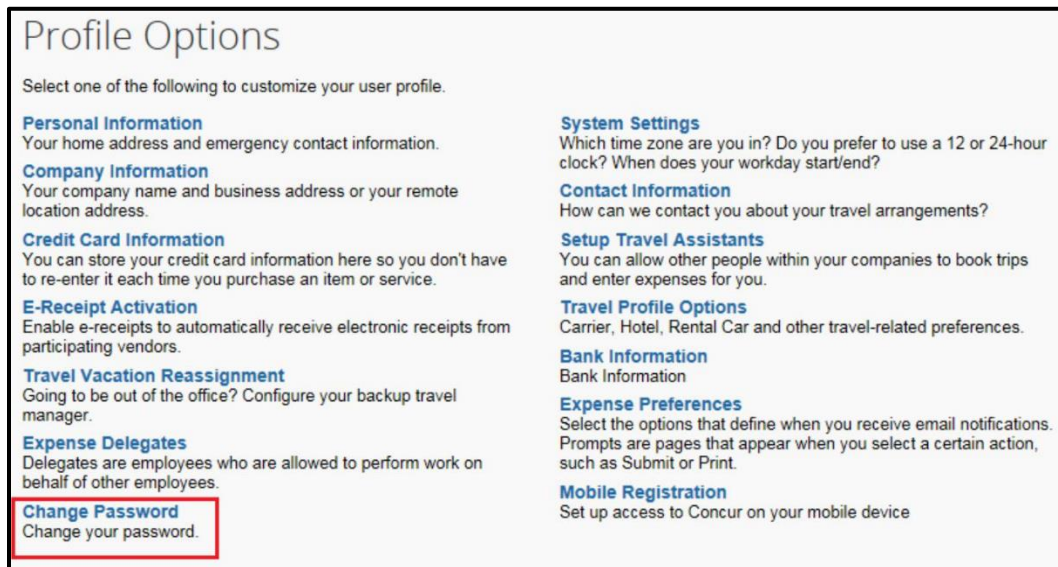 Profile Options
Select one of the following to customize your user profile.
Personal Information
Your home address and emergency contact information.
Company Information
Your company name and business address or your remote
location address.
Credit Card Information
You can store your credit card information here so you don't have
to re-enter it each time you purchase an item or service.
E-Receipt Activation
Enable e-receipts to automatically receive electronic receipts from
participating vendors.
Travel Vacation Reassignment
Going to be out of the office? Configure your backup travel
manager.
Expense Delegates
Delegates are employees who are allowed to perform work on
behalf of other employees.
Change Password
Change your password.
System Settings
Which time zone are you in? Do you prefer to use a 12 or 24-hour
clock? When does your workday start/end?
Contact Information
How can we contact you about your travel arrangements?
Setup Travel Assistants
You can allow other people within your companies to book trips
and enter expenses for you.
Travel Profile Options
Carrier, Hotel, Rental Car and other travel-related preferences.
Bank Information
Bank Information
Expense Preferences
Select the options that define when you receive email notifications.
Prompts are pages that appear when you select a certain action,
such as Submit or Print.
Mobile Registration
Set up access to Concur on your mobile device